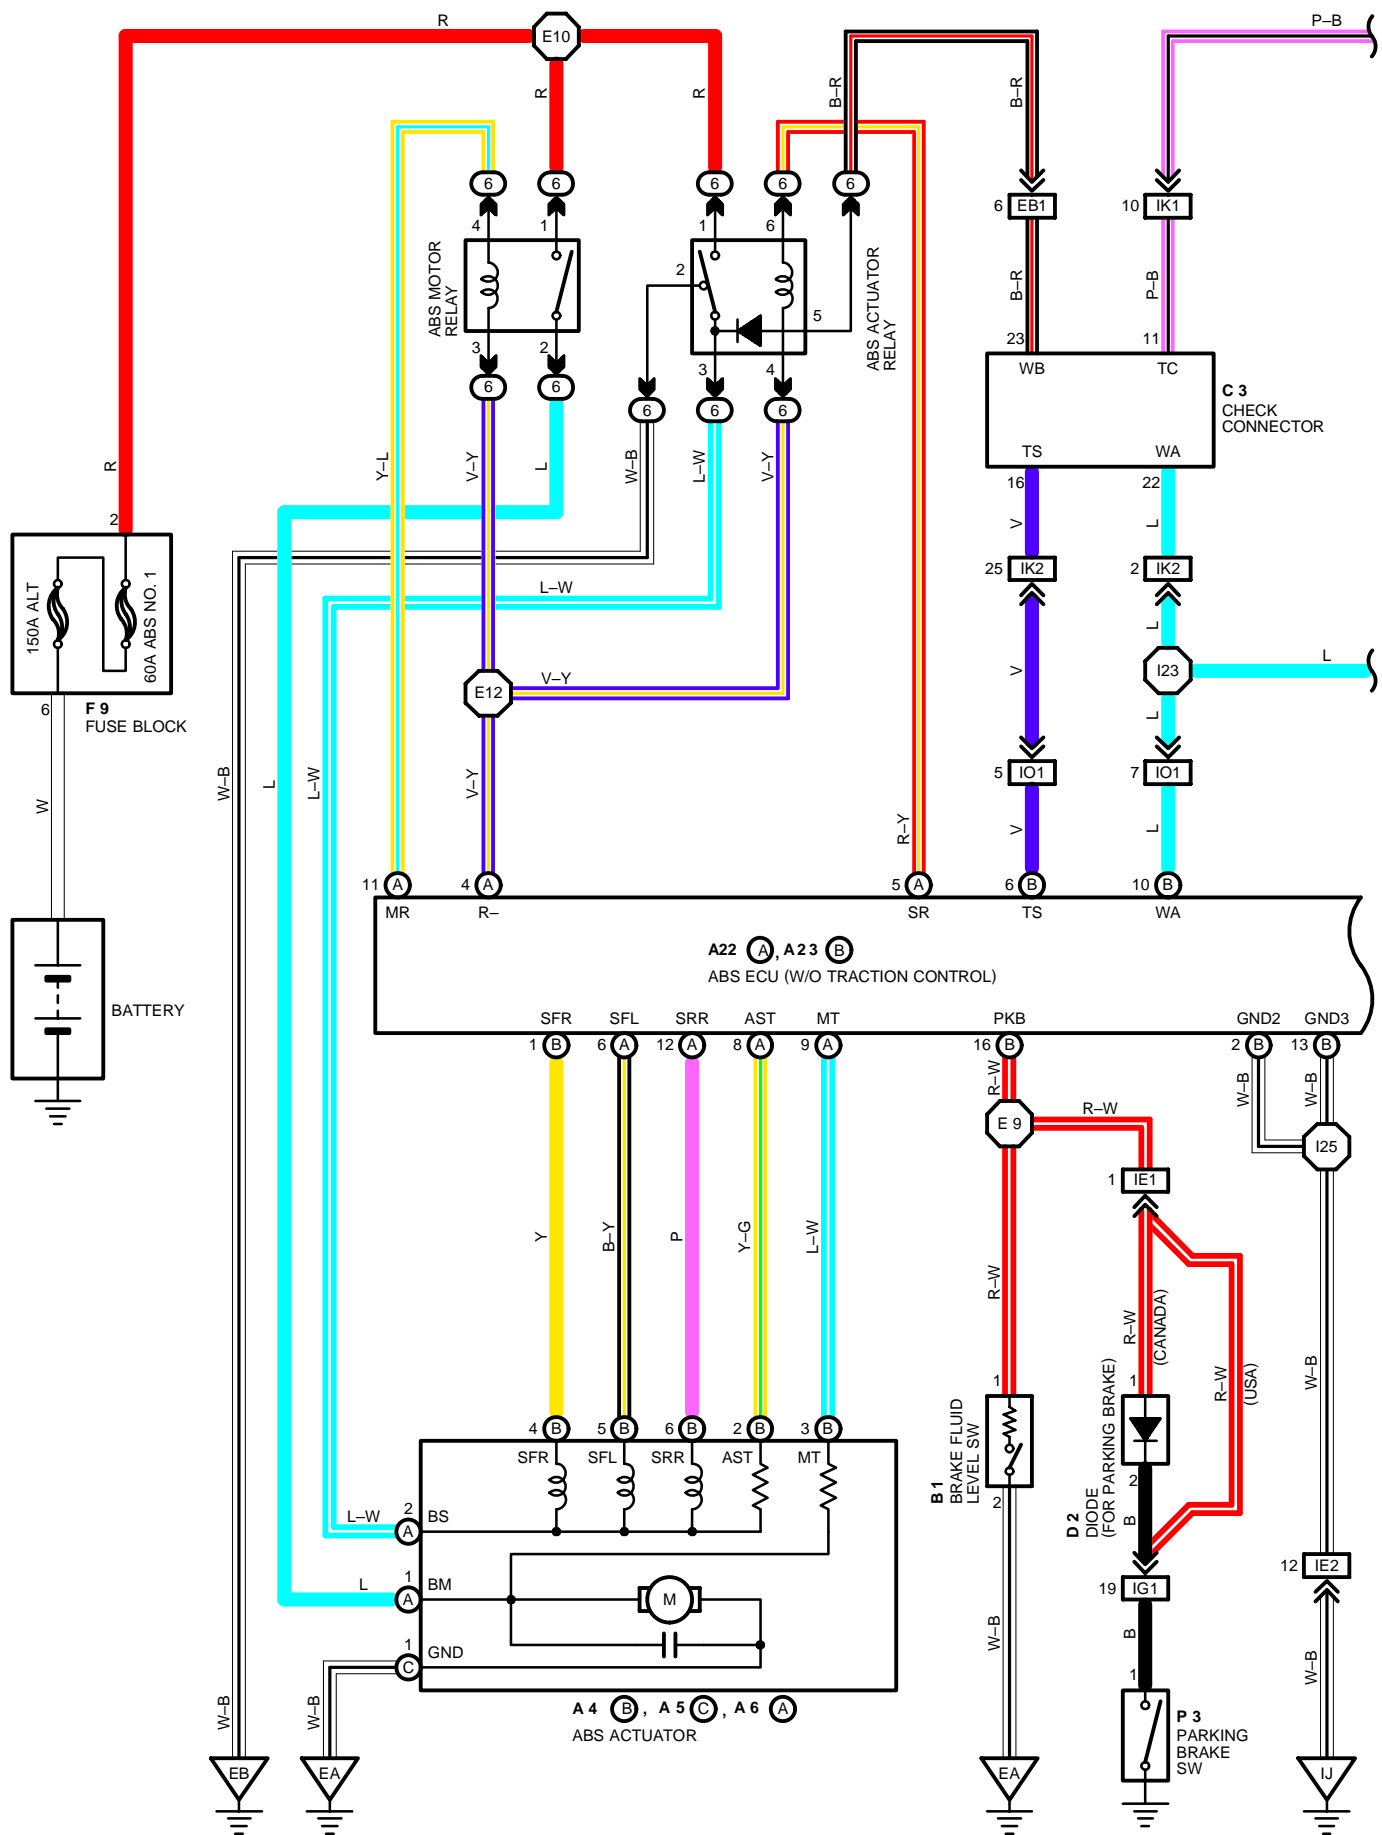 R
P–B
E10
R
R
B–R
B–R
6
6
6
6
6
6 EB1
10 IK1
4
1
1
6
ABS MOTOR
RELAY
2
5
ABS ACTUATOR
RELAY
B–R
P–B
3
2
3
4
23
11
WB
TC
6
6
6
6
6
C 3
CHECK
CONNECTOR
R
Y–L
V–Y
L
W–B
L–W
V–Y
TS
WA
16
22
2
V
L
150A ALT
60A ABS NO. 1
25 IK2
2 IK2
L–W
L
V
I23
L
6
F 9
FUSE BLOCK
E12
V–Y
L
W
W–B
L
L–W
V–Y
5 IO1
7 IO1
R–Y
V
L
11 A
4 A
5 A
6 B
10 B
MR
R–
SR
TS
WA
A22 A , A23 B
ABS ECU (W/O TRACTION CONTROL)
BATTERY
SFR
SFL
SRR
AST
MT
PKB
GND2
GND3
1 B
6 A
12 A
8 A
9 A
16 B
2 B
13 B
R–W
W–B
W–B
E 9
R–W
I25
1 IE1
Y
B–Y
P
Y–G
L–W
R–W
R–W
(CANADA)
R–W
(USA)
W–B
1
1
4 B
5 B
6 B
2 B
3 B
B 1
BRAKE FLUID
LEVEL SW
D 2
DIODE
(FOR PARKING BRAKE)
SFR
SFL
SRR
AST
MT
2
2
L–W
2
A
BS
B
12 IE2
L
1
A
BM
M
19 IG1
1
C
GND
W–B
B
W–B
1
A 4 B , A 5 C , A 6 A
ABS ACTUATOR
W–B
W–B
P 3
PARKING
BRAKE
SW
EB
EA
EA
IJ